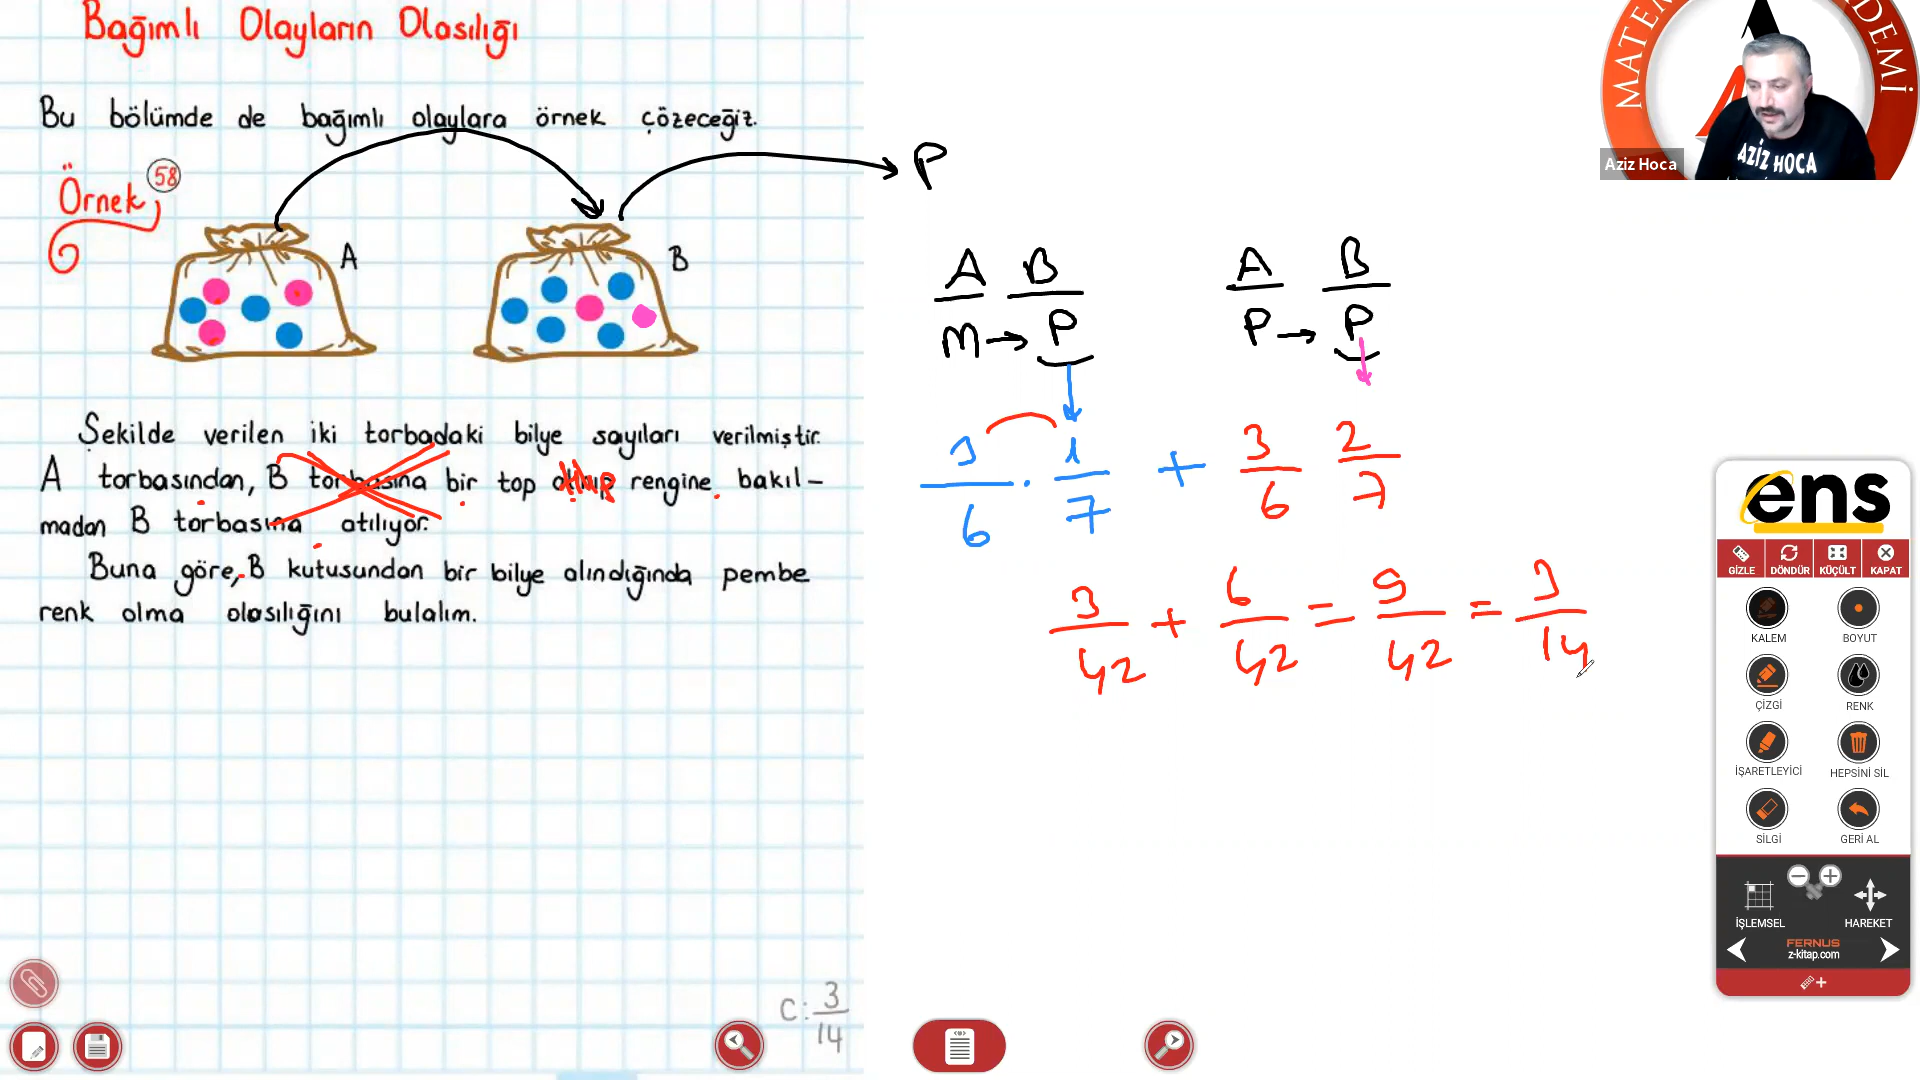 Bağımlı Olayların Olasılığı
Bu bölümde de bağımlı olaylara örnek çözeceğiz.
Örnek 58
A
B
P
Şekilde verilen iki torbadaki bilye sayıları verilmiştir.
A torbasından, B torbasına bir top rengine bakıl-
madan B torbasına atılıyor.
Buna göre, B kutusundan bir bilye alındığında pembe
renk olma olasılığını bulalım.
C: 3/14
A B
M → P
A B
P → P
3/6 · 1/7 + 3/6 2/7
3/42 + 6/42 = 9/42 = 3/14
AZİZ HOCA
Aziz Hoca
ens
GİZLE DÖNDÜR KÜÇÜLT KAPAT
KALEM BOYUT
ÇİZGİ RENK
İŞARETLEYİCİ HEPSİNİ SİL
SİLGİ GERİ AL
İŞLEMSEL HAREKET
FERNUS
z-kitap.com